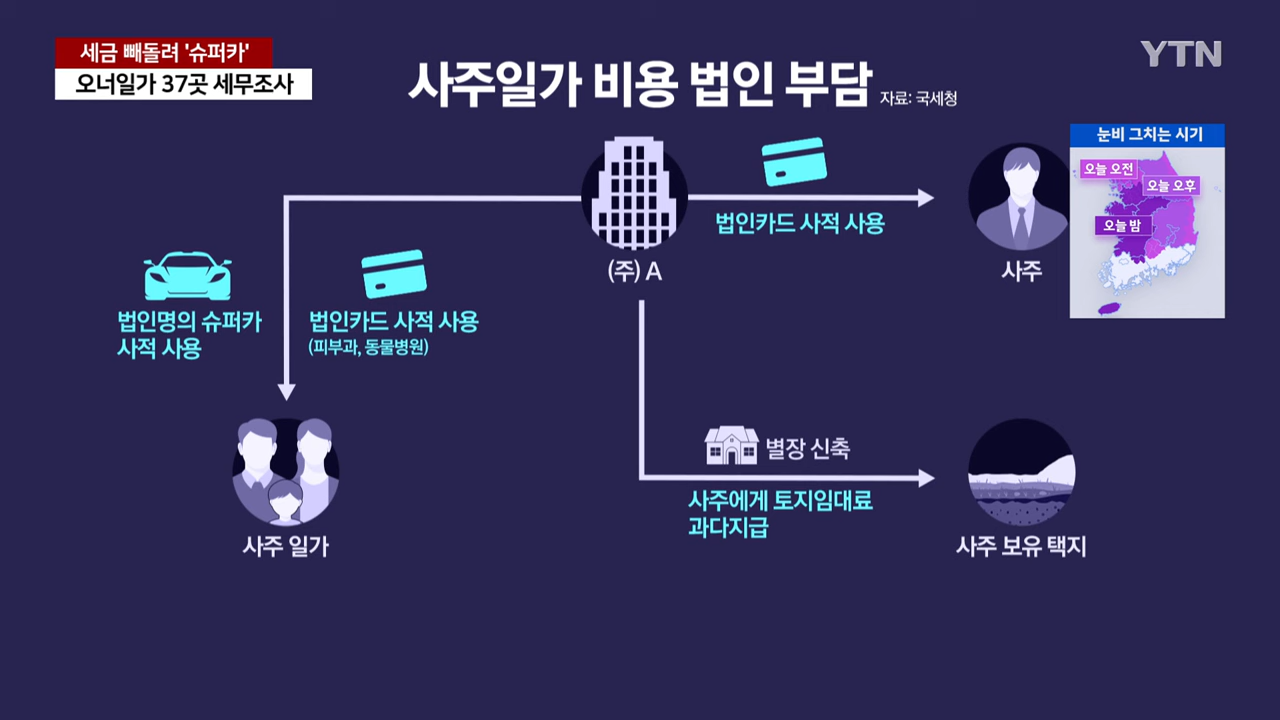 세금 빼돌려 '슈퍼카'
오너일가 37곳 세무조사
사주일가 비용 법인 부담
자료: 국세청
YTN
눈비 그치는 시기
오늘 오전
오늘 오후
오늘 밤
법인카드 사적 사용
(주) A
사주
법인명의 슈퍼카
사적 사용
법인카드 사적 사용
(피부과, 동물병원)
별장 신축
사주에게 토지임대료
과다지급
사주 일가
사주 보유 택지